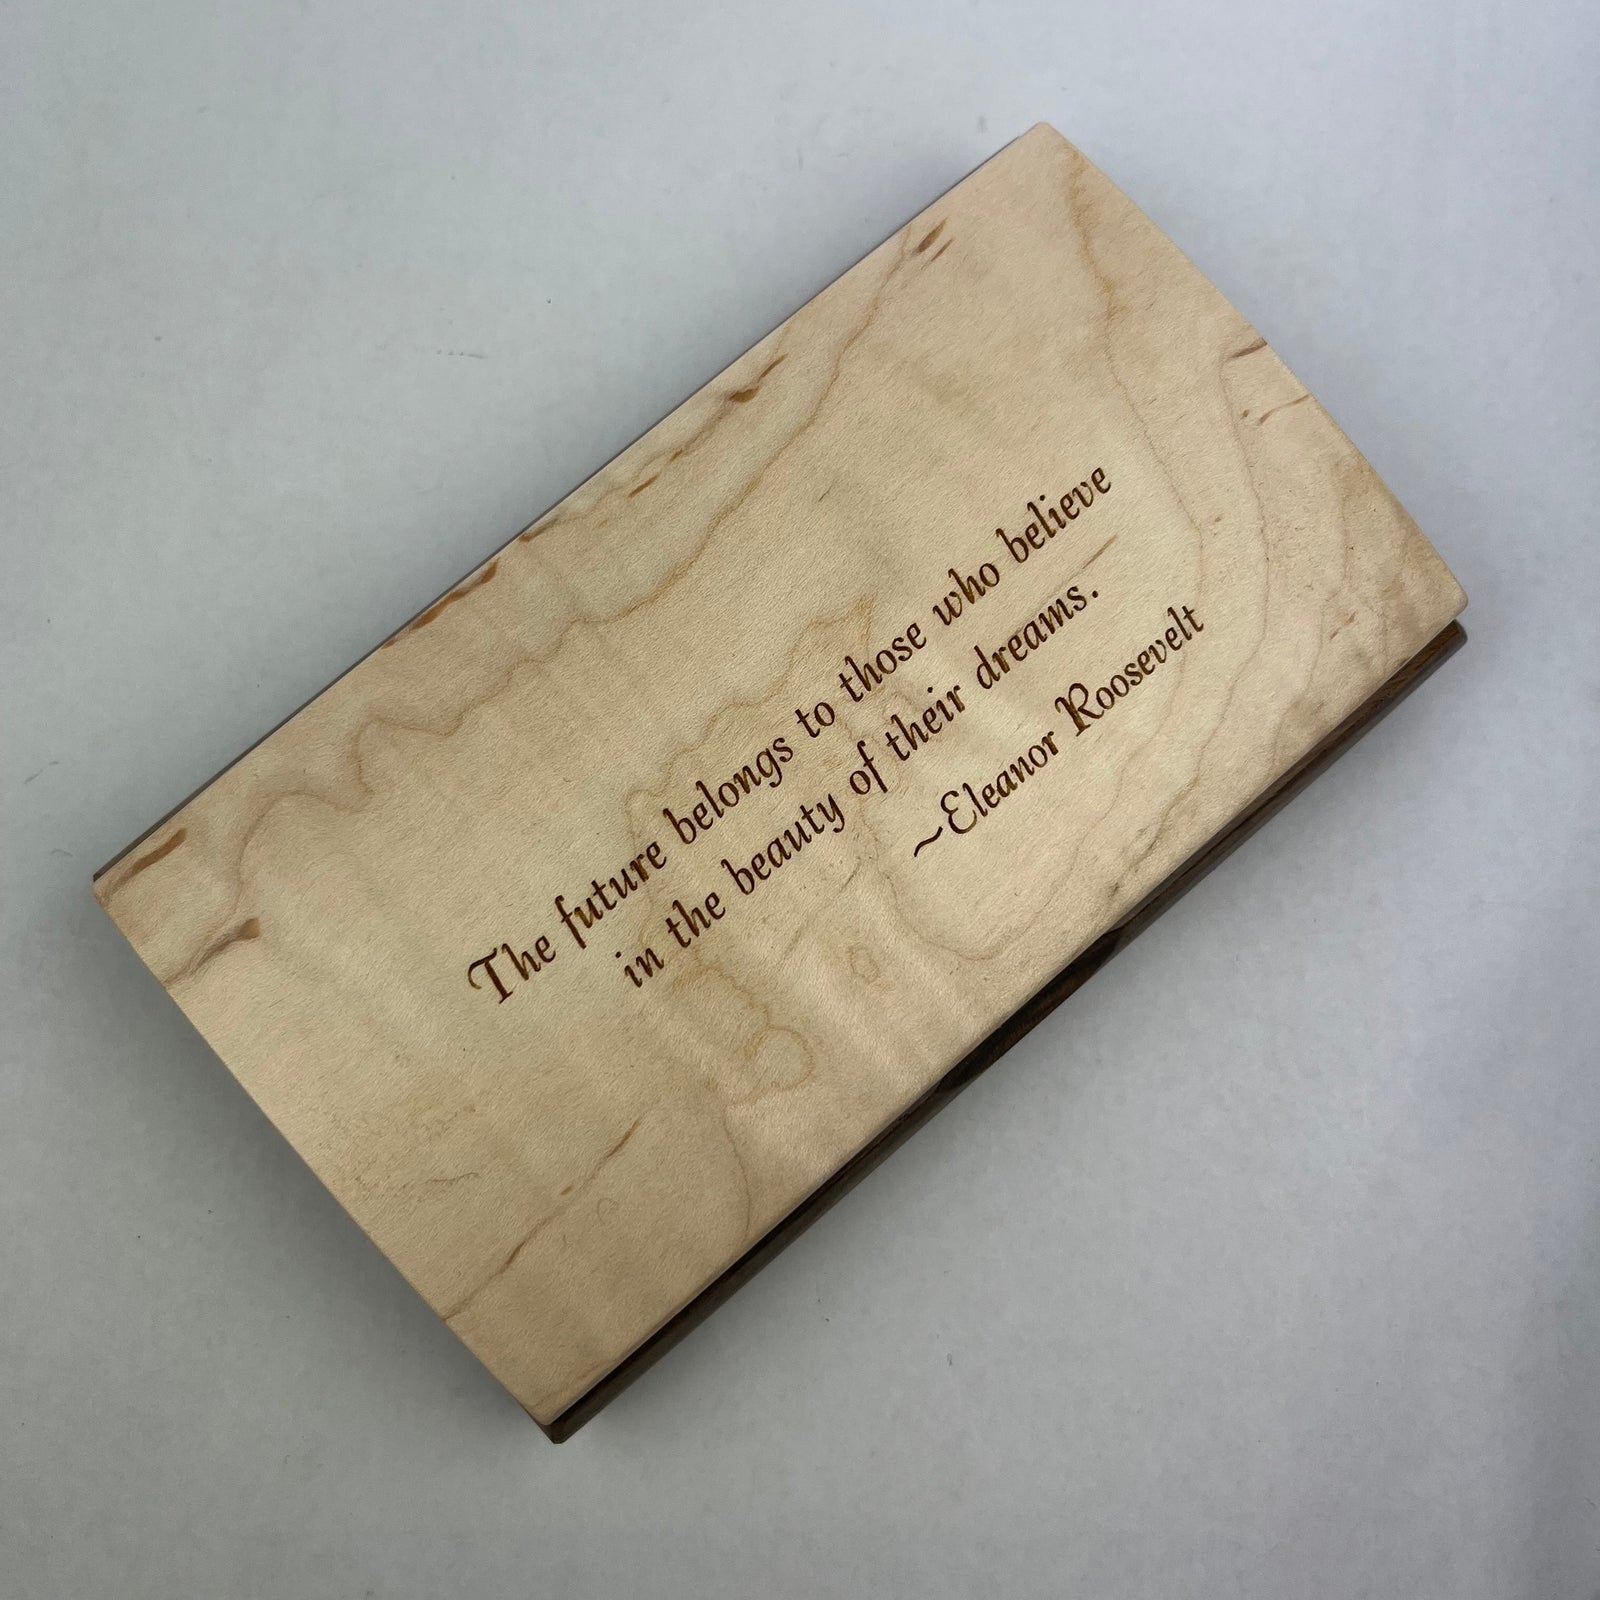 The future belongs to those who believe
in the beauty of their dreams.
~Eleanor Roosevelt